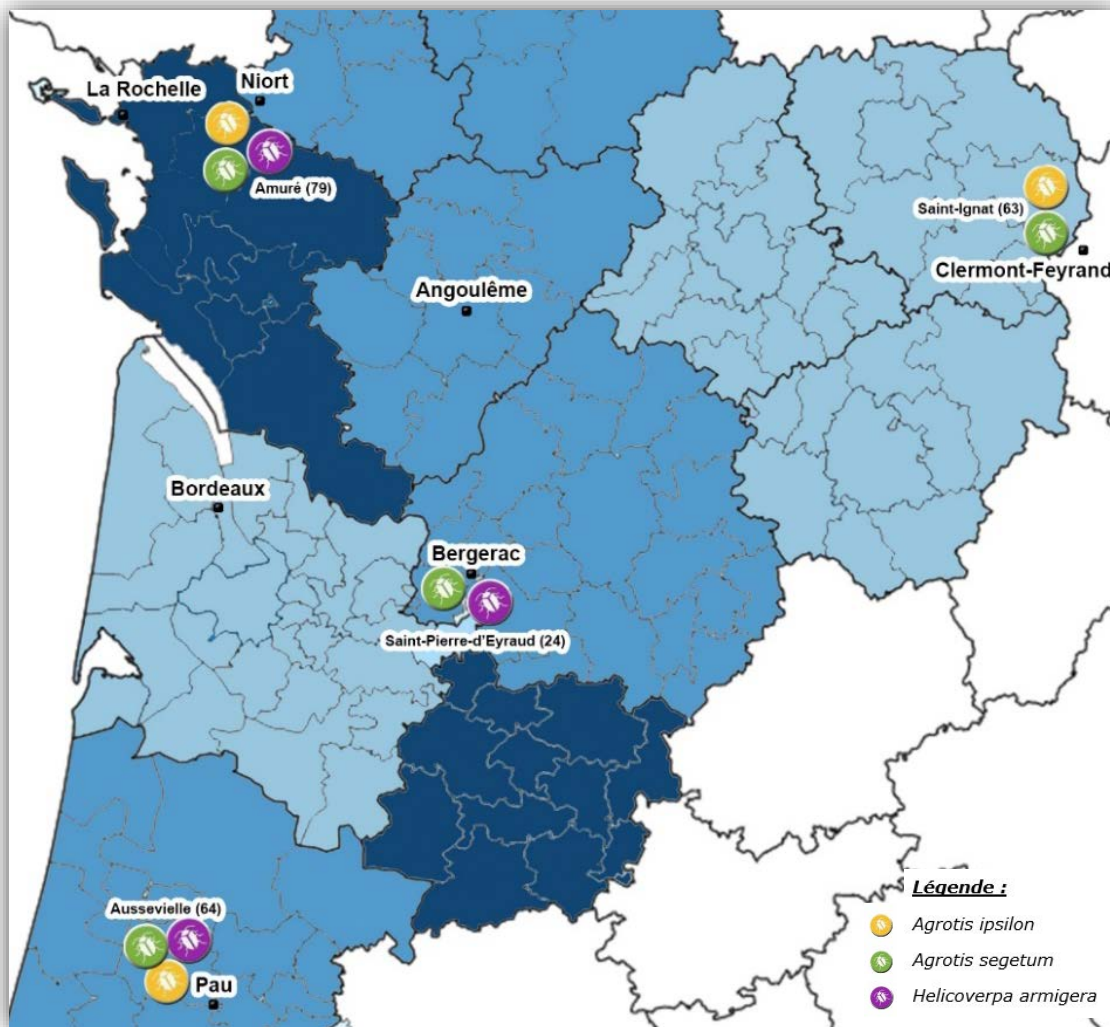 La Rochelle
Niort
Amuré (79)
Saint-Ignat (63)
Clermont-Feyrand
Angoulême
Bordeaux
Bergerac
Saint-Pierre-d'Eyraud (24)
Aussevielle (64)
Pau
Légende :
Agrotis ipsilon
Agrotis segetum
Helicoverpa armigera